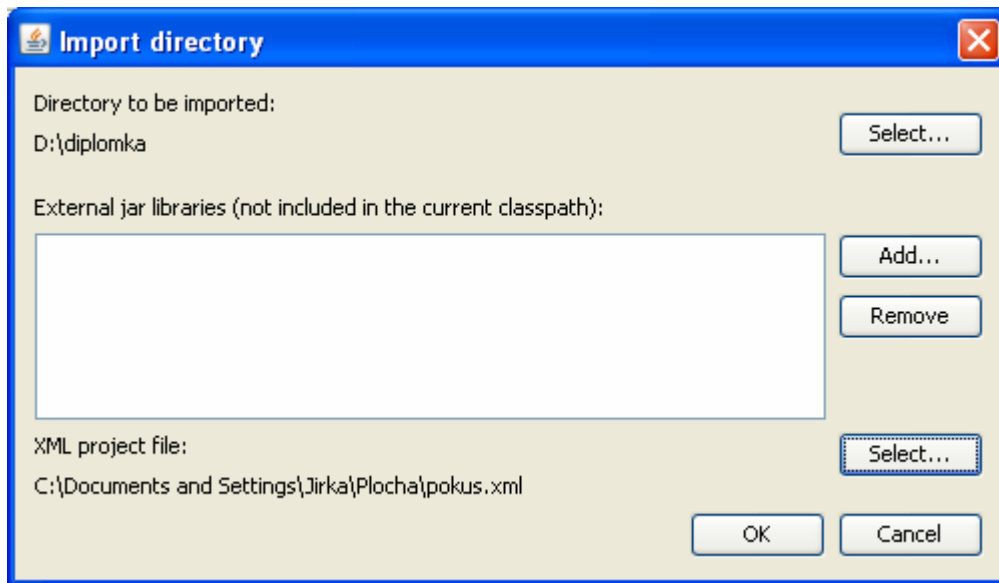 Import directory
Directory to be imported:
D:\diplomka
Select...
External jar libraries (not included in the current classpath):
Add...
Remove
XML project file:
C:\Documents and Settings\Jirka\Plocha\pokus.xml
Select...
OK
Cancel